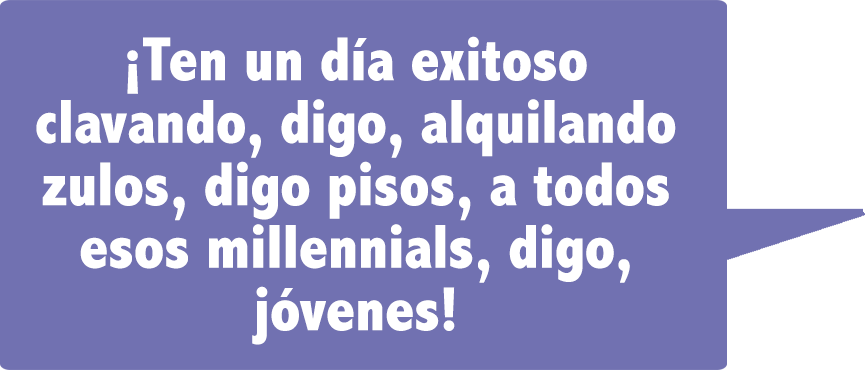 ¡Ten un día exitoso
clavando, digo, alquilando
zulos, digo pisos, a todos
esos millennials, digo,
jóvenes!